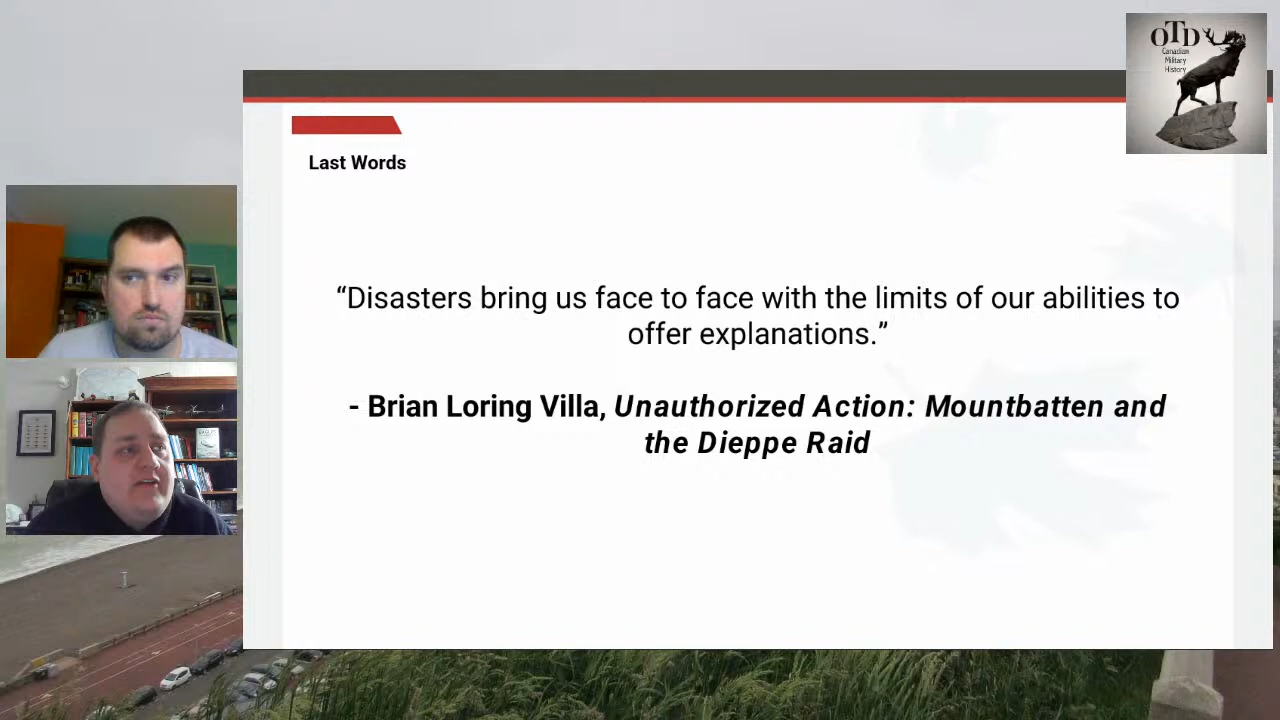 OTD
Canadian
Military
History
Last Words
“Disasters bring us face to face with the limits of our abilities to
offer explanations.”
- Brian Loring Villa, Unauthorized Action: Mountbatten and
the Dieppe Raid